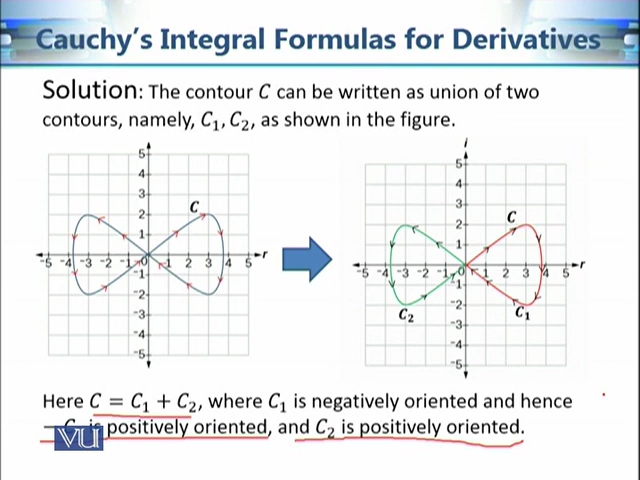 Cauchy's Integral Formulas for Derivatives
Solution: The contour C can be written as union of two
contours, namely, C₁, C₂, as shown in the figure.
5
4
3
2
1
-5 -4 -3 -2 -1 0 1 2 3 4 5 r
-1
-2
-3
-4
-5
C
i
5
4
3
2
1
-5 -4 -3 -2 -1 0 1 2 3 4 5 r
-1
-2
-3
-4
-5
C
C₂
C₁
Here C = C₁ + C₂, where C₁ is negatively oriented and hence
is positively oriented, and C₂ is positively oriented.
VU